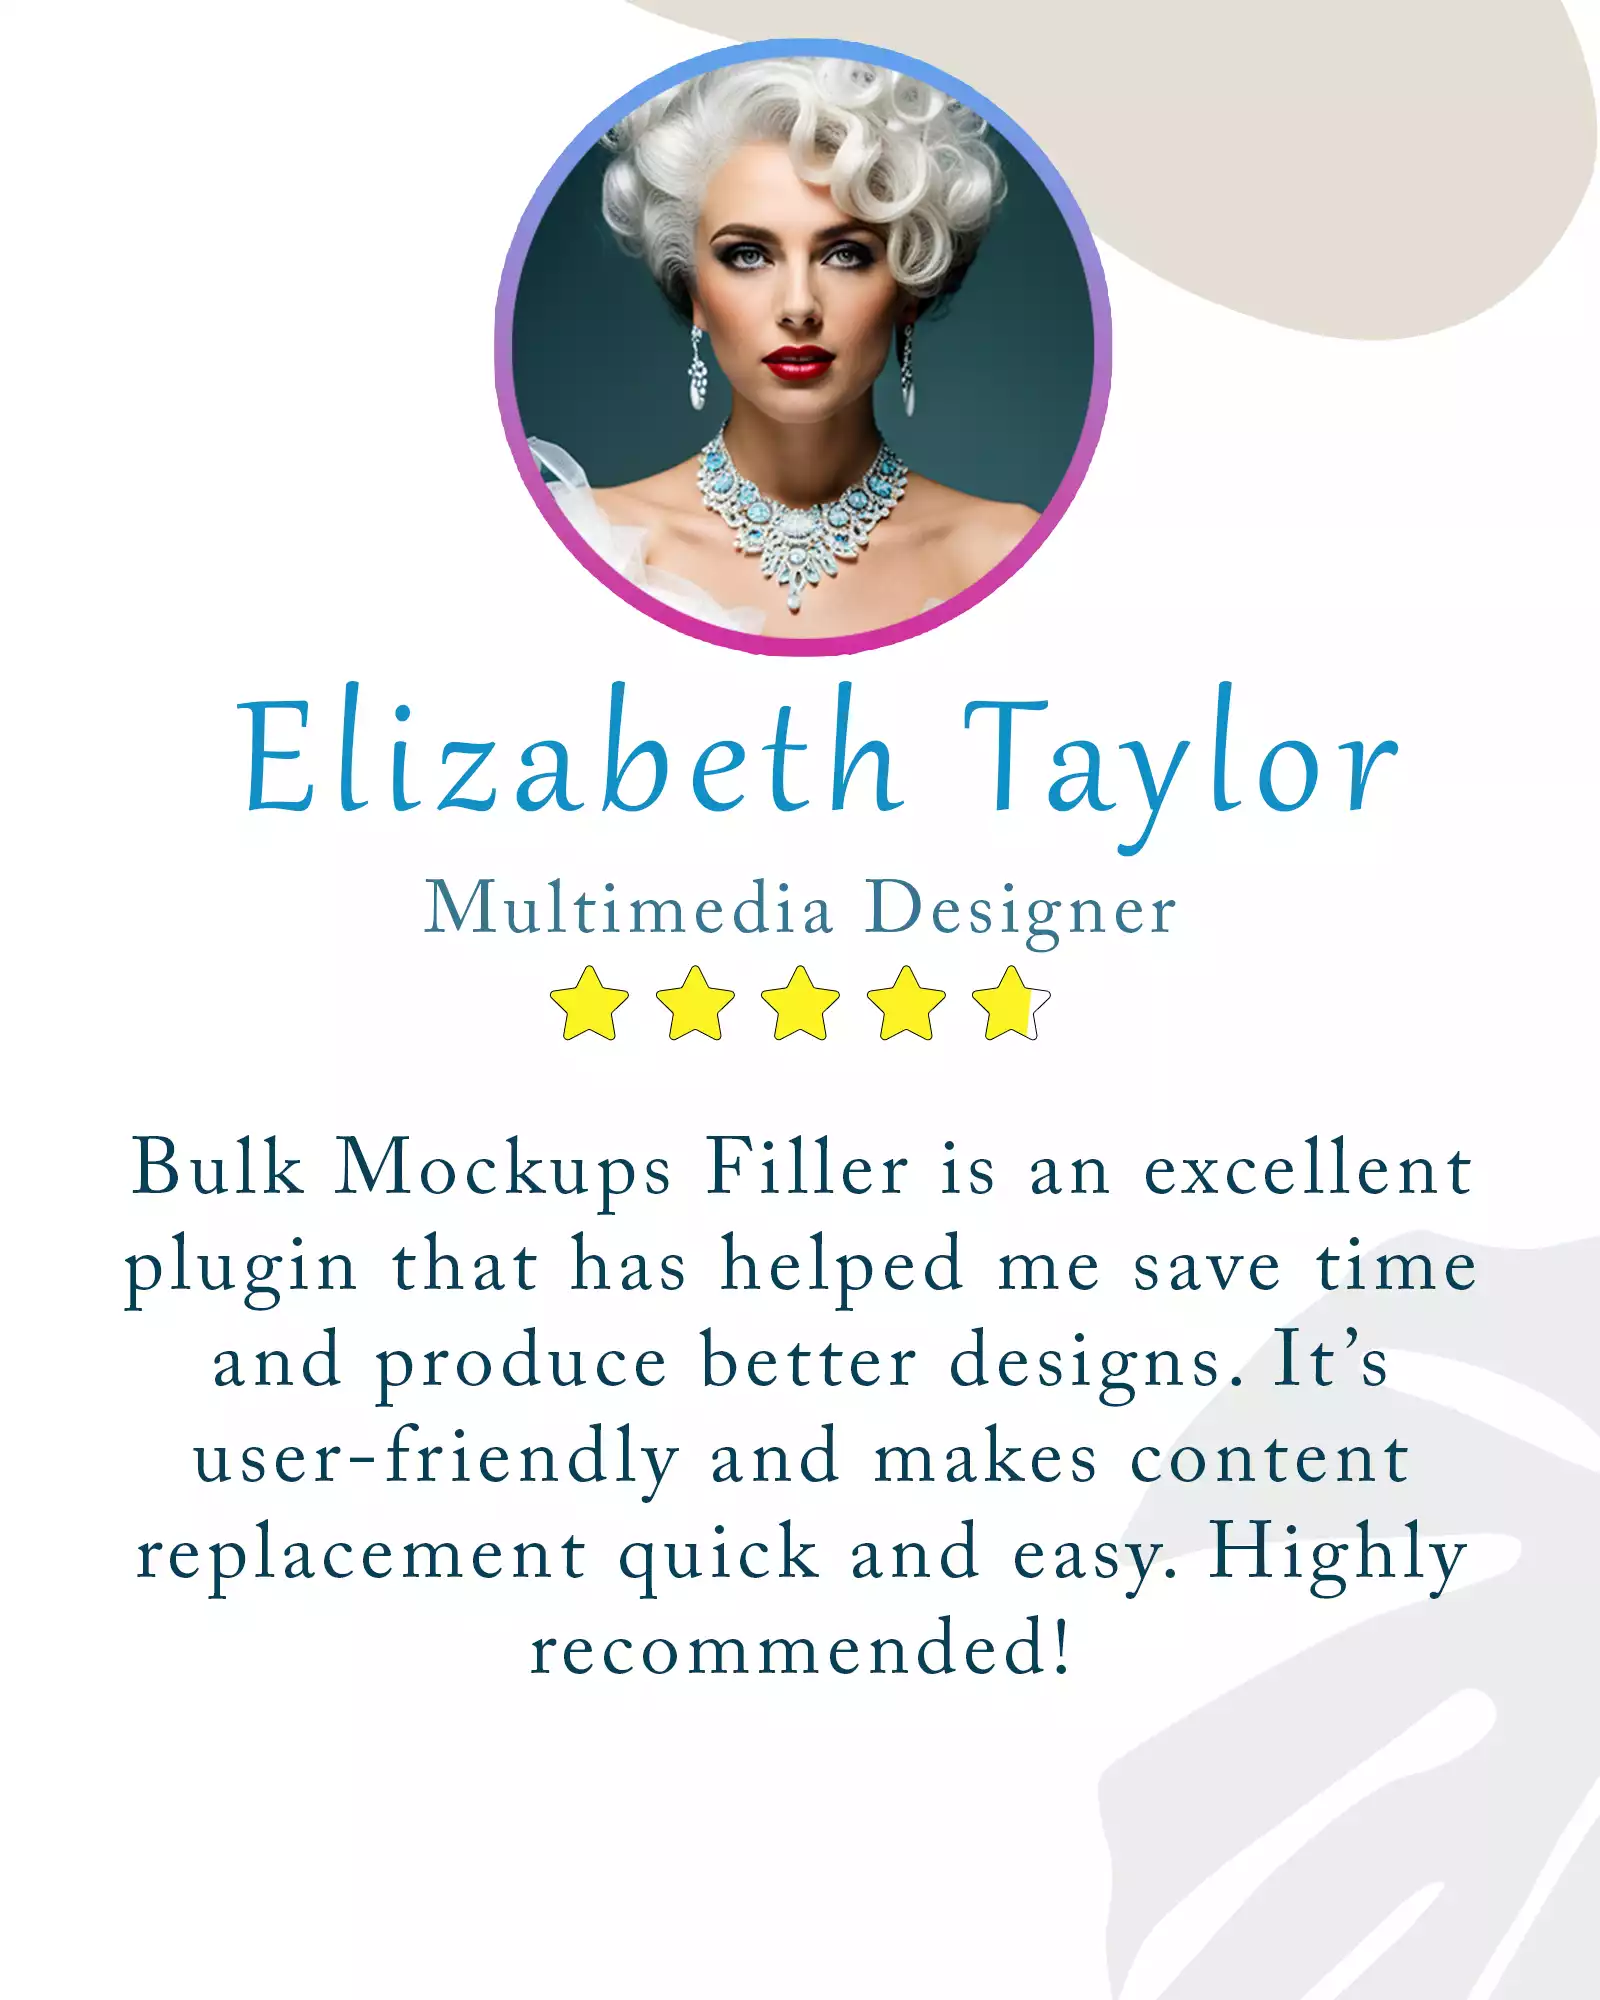 Elizabeth Taylor
Multimedia Designer
Bulk Mockups Filler is an excellent
plugin that has helped me save time
and produce better designs. It’s
user-friendly and makes content
replacement quick and easy. Highly
recommended!